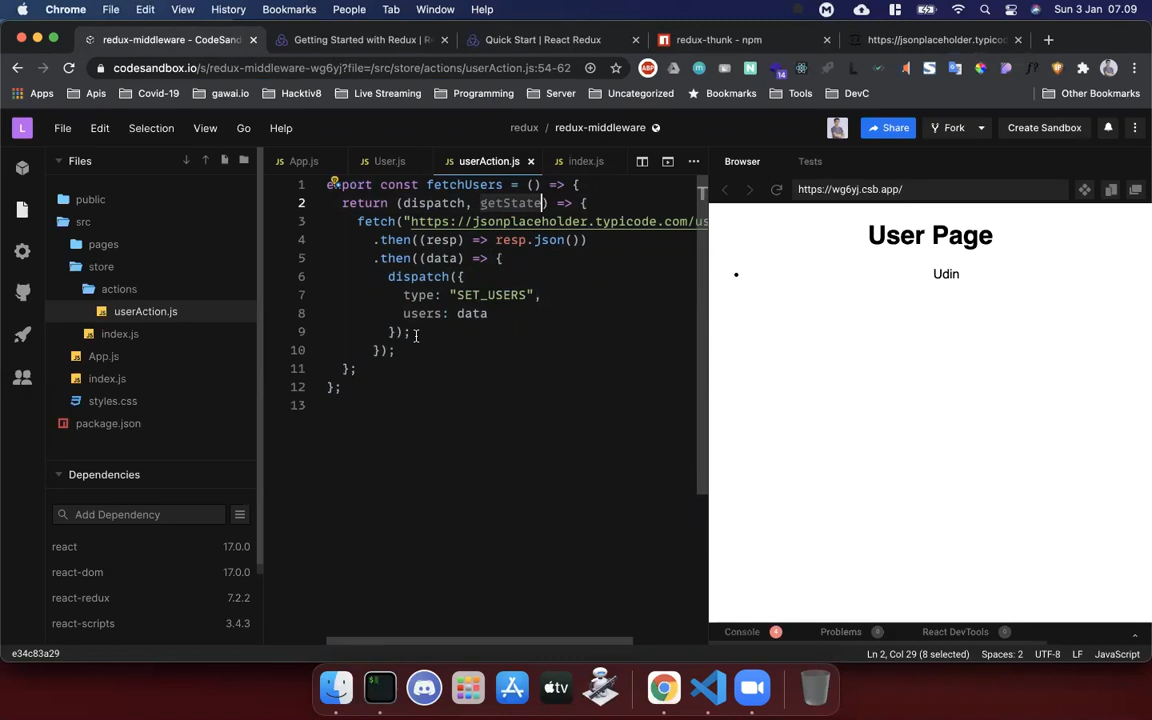 Chrome File Edit View History Bookmarks People Tab Window Help Sun 3 Jan 07.09
redux-middleware - CodeSand Getting Started with Redux | R Quick Start | React Redux redux-thunk - npm https://jsonplaceholder.typico
codesandbox.io/s/redux-middleware-wg6yj?file=/src/store/actions/userAction.js:54-62 ABP 14
Apps Apis Covid-19 gawai.io Hacktiv8 Live Streaming Programming Server Uncategorized Bookmarks Tools DevC Other Bookmarks
L File Edit Selection View Go Help redux / redux-middleware Share Fork Create Sandbox
Files App.js User.js userAction.js index.js Browser Tests
https://wg6yj.csb.app/
public
src
pages
store
actions
userAction.js
index.js
App.js
index.js
styles.css
package.json
Dependencies
Add Dependency
react 17.0.0
react-dom 17.0.0
react-redux 7.2.2
react-scripts 3.4.3
1 export const fetchUsers = () => {
2 return (dispatch, getState) => {
3 fetch("https://jsonplaceholder.typicode.com/us
4 .then((resp) => resp.json())
5 .then((data) => {
6 dispatch({
7 type: "SET_USERS",
8 users: data
9 });
10 });
11 };
12 };
13
User Page
Udin
Console 4 Problems 0 React DevTools 0
e34c83a29 Ln 2, Col 29 (8 selected) Spaces: 2 UTF-8 LF JavaScript
tv